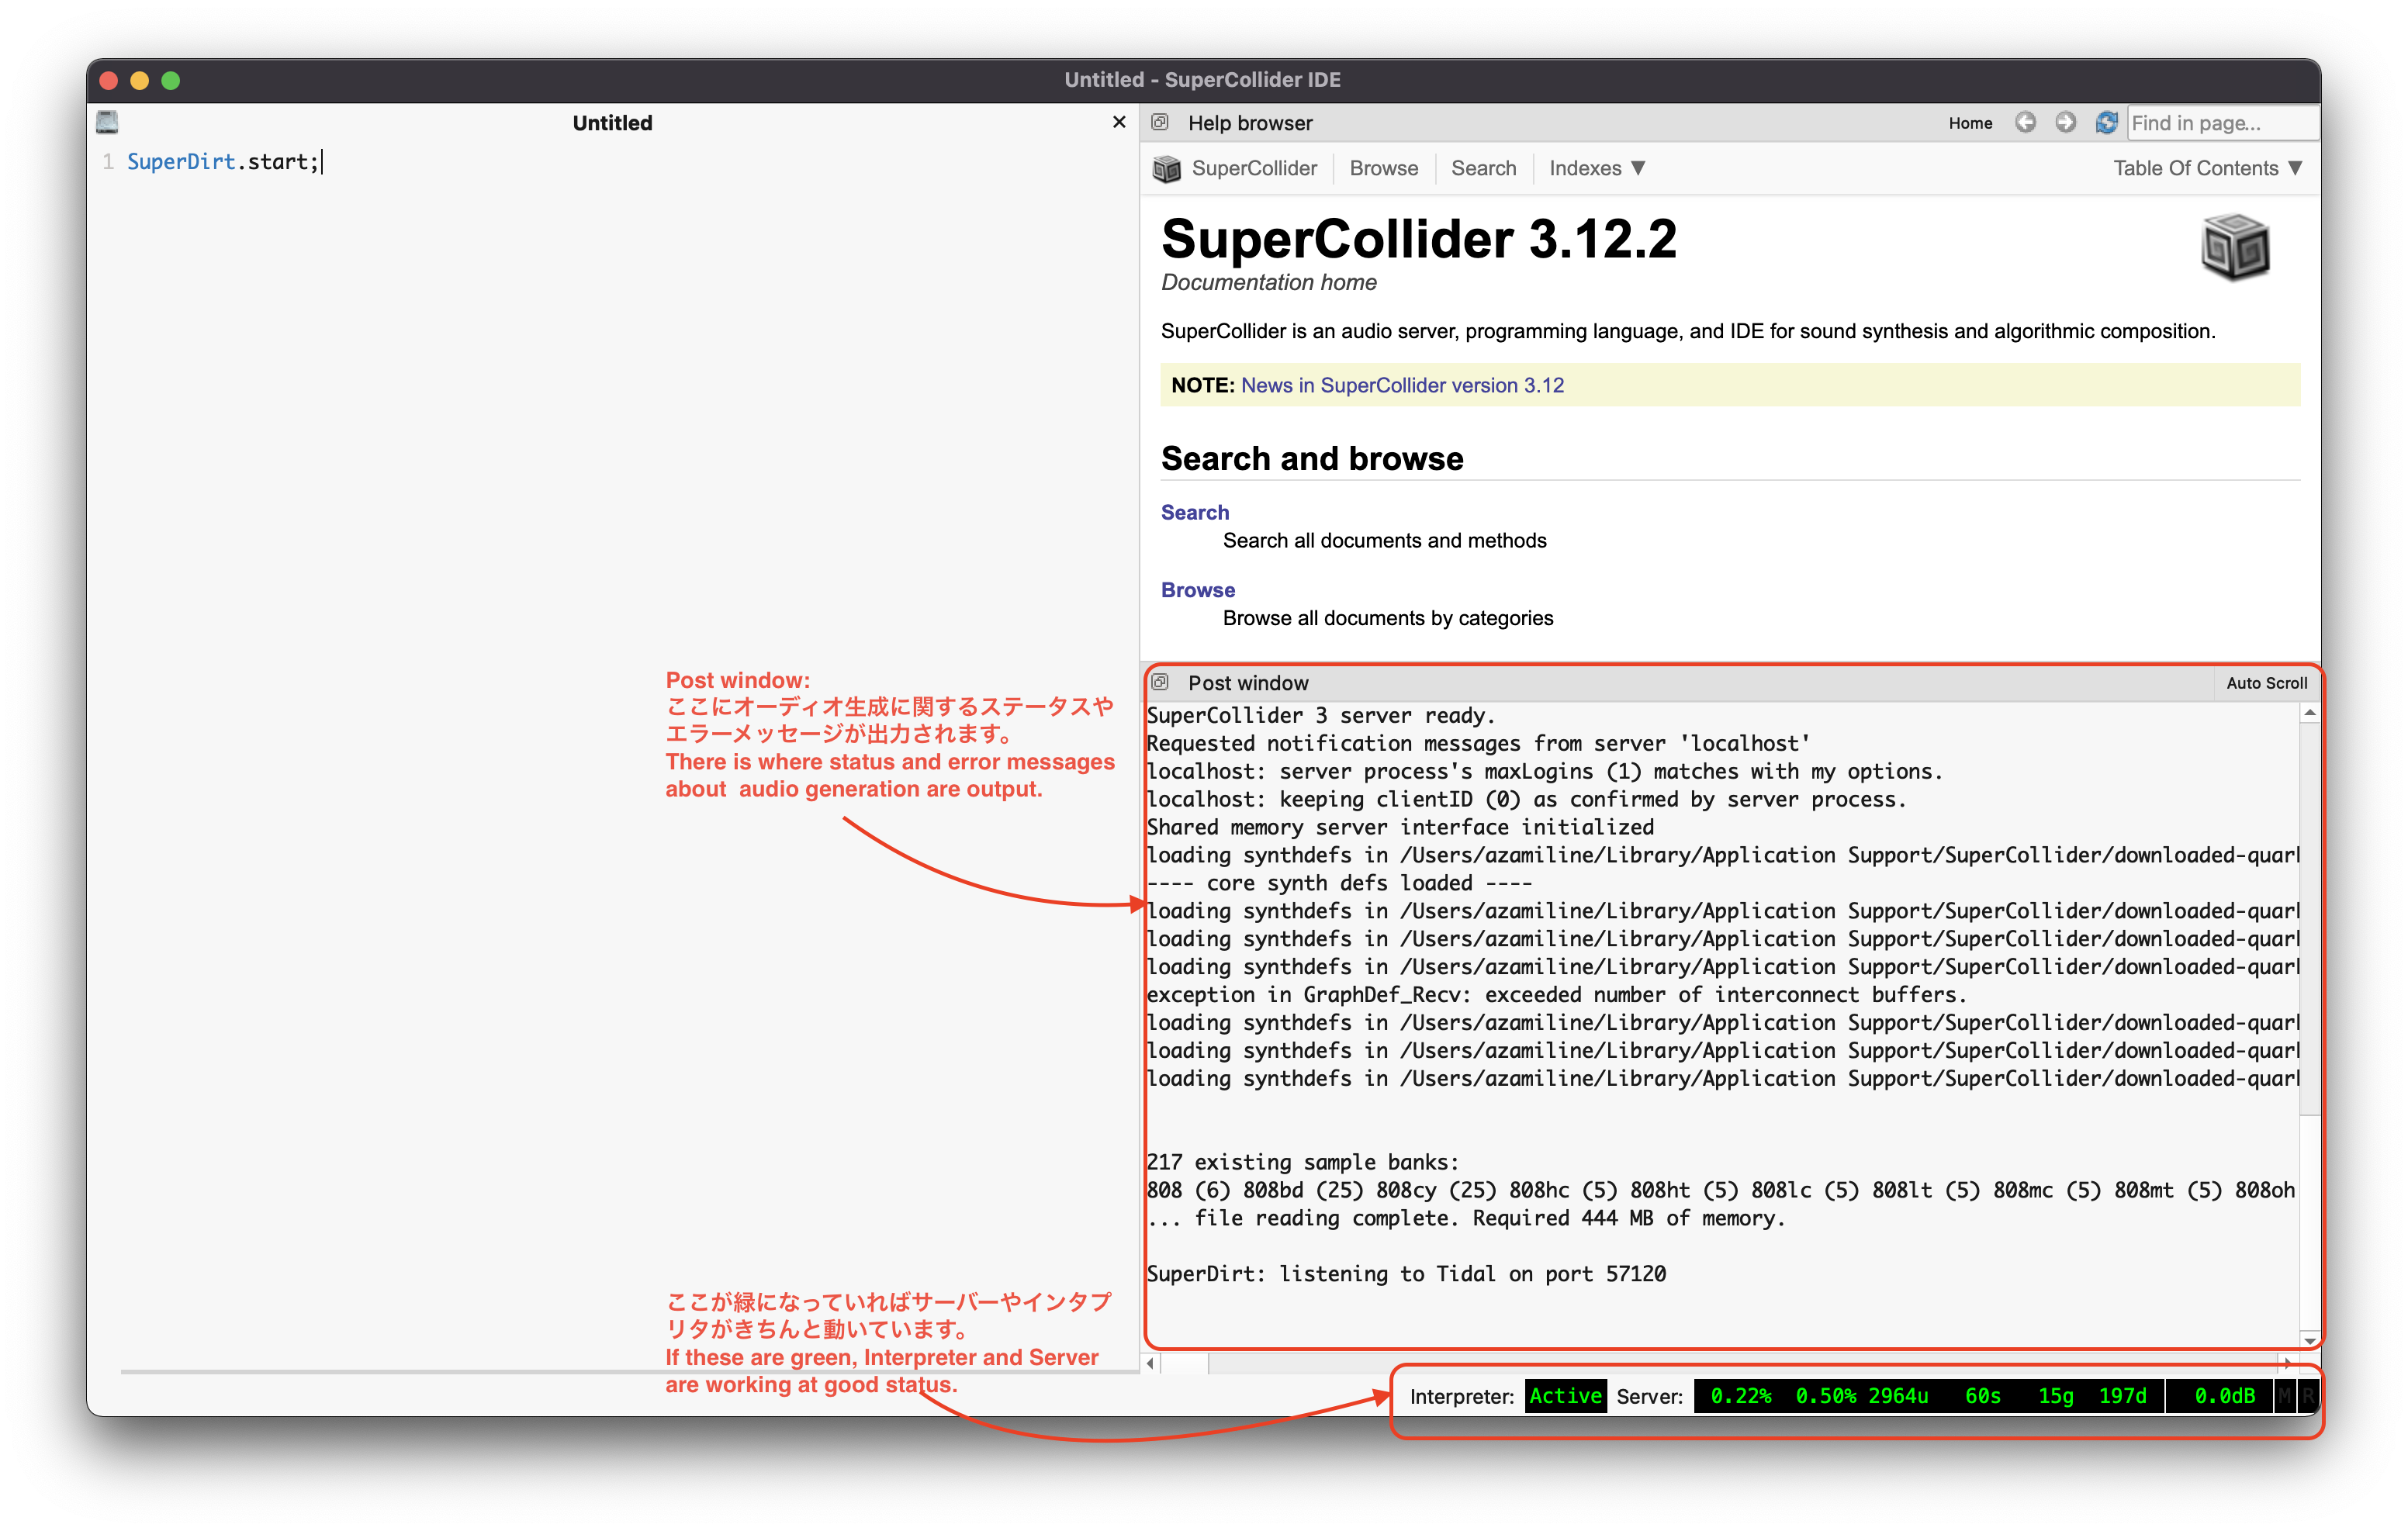 Untitled - SuperCollider IDE
Untitled
1 SuperDirt.start;
Help browser
Home
Find in page...
SuperCollider
Browse
Search
Indexes ▼
Table Of Contents ▼
SuperCollider 3.12.2
Documentation home
SuperCollider is an audio server, programming language, and IDE for sound synthesis and algorithmic composition.
NOTE: News in SuperCollider version 3.12
Search and browse
Search
Search all documents and methods
Browse
Browse all documents by categories
Post window:
ここにオーディオ生成に関するステータスや
エラーメッセージが出力されます。
There is where status and error messages
about  audio generation are output.
Post window
Auto Scroll
SuperCollider 3 server ready.
Requested notification messages from server 'localhost'
localhost: server process's maxLogins (1) matches with my options.
localhost: keeping clientID (0) as confirmed by server process.
Shared memory server interface initialized
loading synthdefs in /Users/azamiline/Library/Application Support/SuperCollider/downloaded-quar
---- core synth defs loaded ----
loading synthdefs in /Users/azamiline/Library/Application Support/SuperCollider/downloaded-quar
loading synthdefs in /Users/azamiline/Library/Application Support/SuperCollider/downloaded-quar
loading synthdefs in /Users/azamiline/Library/Application Support/SuperCollider/downloaded-quar
exception in GraphDef_Recv: exceeded number of interconnect buffers.
loading synthdefs in /Users/azamiline/Library/Application Support/SuperCollider/downloaded-quar
loading synthdefs in /Users/azamiline/Library/Application Support/SuperCollider/downloaded-quar
loading synthdefs in /Users/azamiline/Library/Application Support/SuperCollider/downloaded-quar
217 existing sample banks:
808 (6) 808bd (25) 808cy (25) 808hc (5) 808ht (5) 808lc (5) 808lt (5) 808mc (5) 808mt (5) 808oh
... file reading complete. Required 444 MB of memory.
SuperDirt: listening to Tidal on port 57120
ここが緑になっていればサーバーやインタプ
リタがきちんと動いています。
If these are green, Interpreter and Server
are working at good status.
Interpreter: Active Server: 0.22% 0.50% 2964u 60s 15g 197d 0.0dB M R